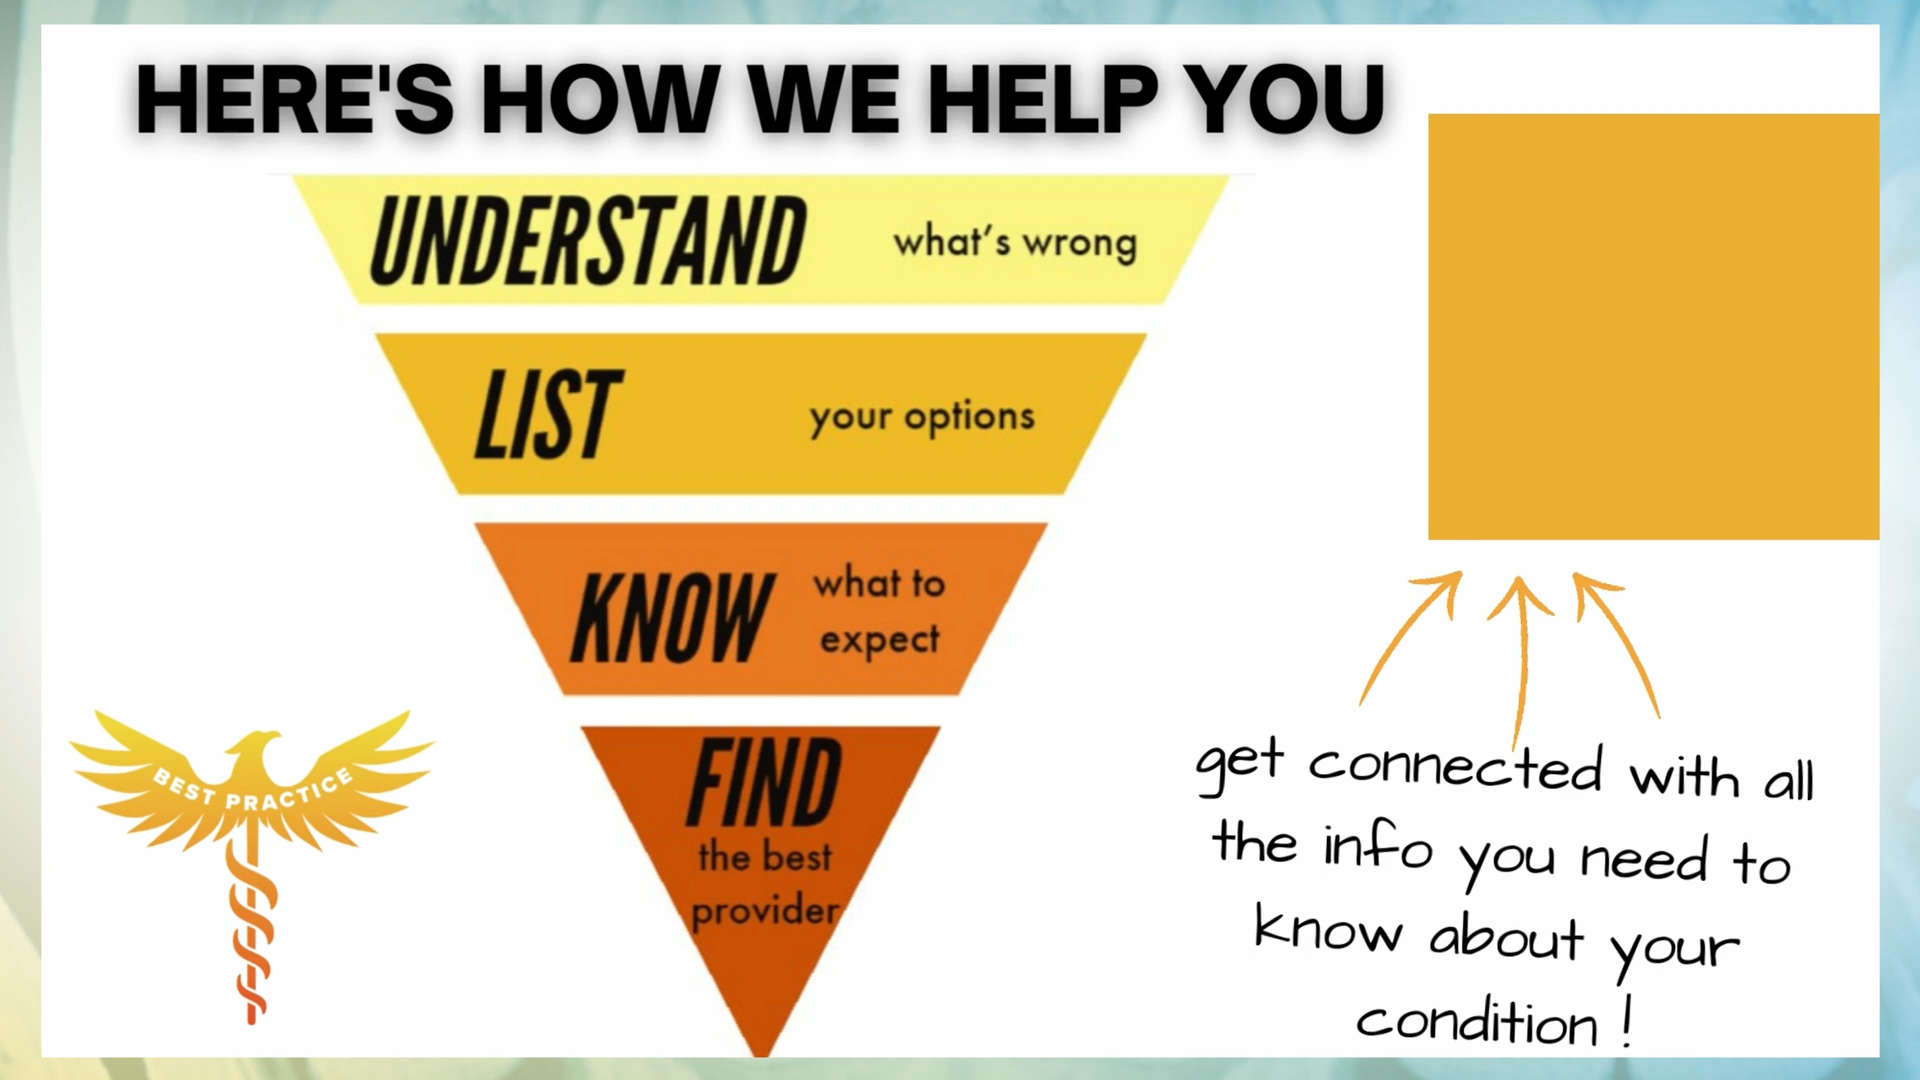 HERE'S HOW WE HELP YOU
UNDERSTAND what's wrong
LIST your options
KNOW what to
expect
FIND
the best
provider
BEST PRACTICE
get connected with all
the info you need to
know about your
condition !